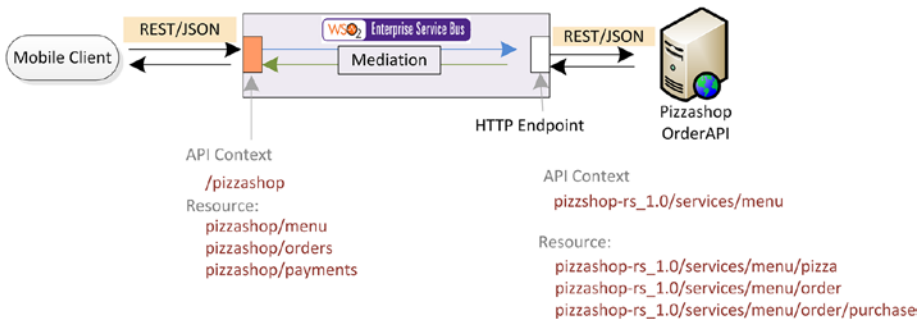 WSO2 Enterprise Service Bus
REST/JSON
REST/JSON
Mobile Client
Mediation
Pizzashop
OrderAPI
HTTP Endpoint
API Context
/pizzashop
Resource:
pizzashop/menu
pizzashop/orders
pizzashop/payments
API Context
pizzshop-rs_1.0/services/menu
Resource:
pizzashop-rs_1.0/services/menu/pizza
pizzashop-rs_1.0/services/menu/order
pizzashop-rs_1.0/services/menu/order/purchase